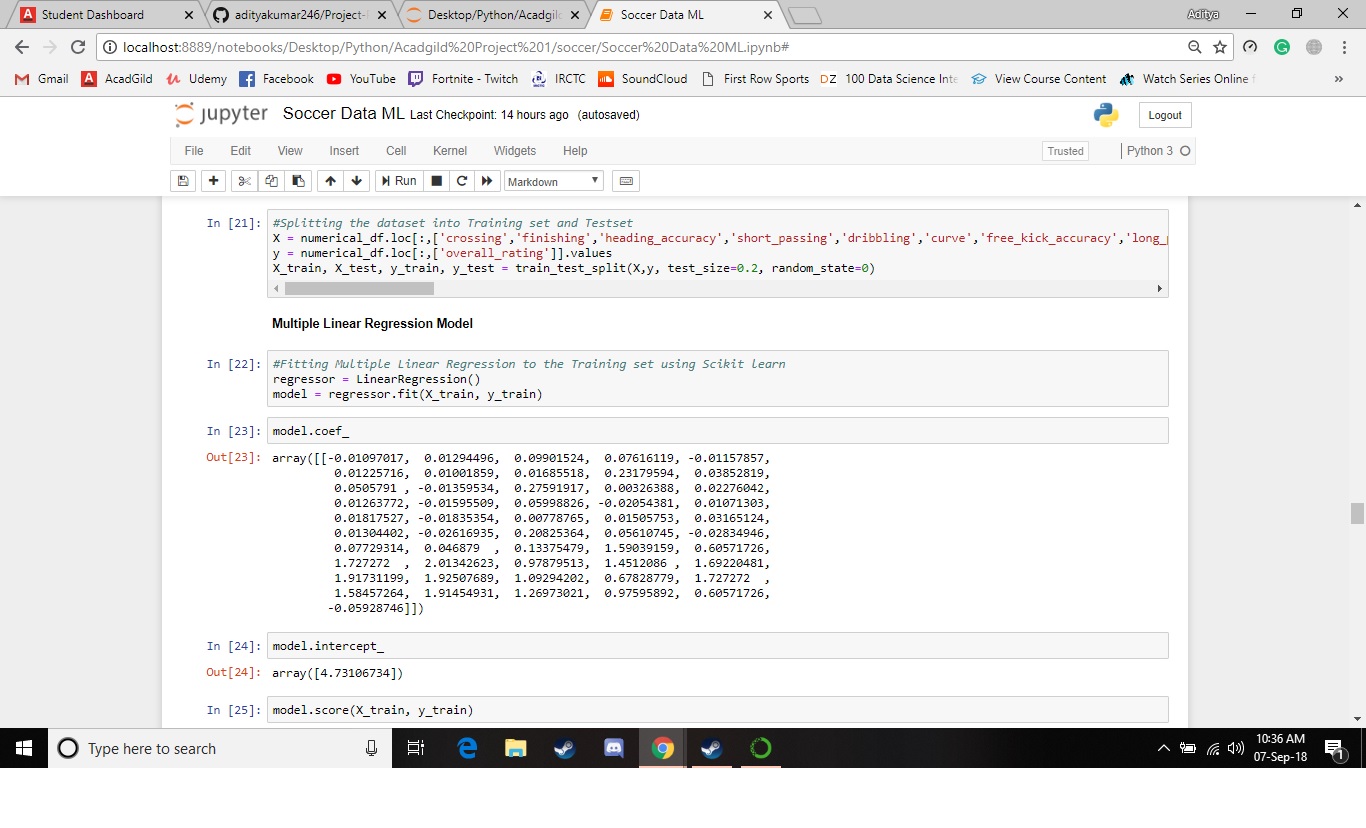 Student Dashboard
adityakumar246/Project-
Desktop/Python/Acadgil
Soccer Data ML
Aditya
localhost:8889/notebooks/Desktop/Python/Acadgild%20Project%201/soccer/Soccer%20Data%20ML.ipynb#
Gmail AcadGild Udemy Facebook YouTube Fortnite - Twitch IRCTC SoundCloud First Row Sports DZ 100 Data Science Inte View Course Content Watch Series Online »
jupyter Soccer Data ML Last Checkpoint: 14 hours ago (autosaved) Logout
File Edit View Insert Cell Kernel Widgets Help Trusted Python 3
Run Markdown
In [21]: #Splitting the dataset into Training set and Testset
X = numerical_df.loc[:,['crossing','finishing','heading_accuracy','short_passing','dribbling','curve','free_kick_accuracy','long_
y = numerical_df.loc[:,['overall_rating']].values
X_train, X_test, y_train, y_test = train_test_split(X,y, test_size=0.2, random_state=0)
Multiple Linear Regression Model
In [22]: #Fitting Multiple Linear Regression to the Training set using Scikit learn
regressor = LinearRegression()
model = regressor.fit(X_train, y_train)
In [23]: model.coef_
Out[23]: array([[-0.01097017, 0.01294496, 0.09901524, 0.07616119, -0.01157857,
0.01225716, 0.01001859, 0.01685518, 0.23179594, 0.03852819,
0.0505791 , -0.01359534, 0.27591917, 0.00326388, 0.02276042,
0.01263772, -0.01595509, 0.05998826, -0.02054381, 0.01071303,
0.01817527, -0.01835354, 0.00778765, 0.01505753, 0.03165124,
0.01304402, -0.02616935, 0.20825364, 0.05610745, -0.02834946,
0.07729314, 0.046879 , 0.13375479, 1.59039159, 0.60571726,
1.727272 , 2.01342623, 0.97879513, 1.4512086 , 1.69220481,
1.91731199, 1.92507689, 1.09294202, 0.67828779, 1.727272 ,
1.58457264, 1.91454931, 1.26973021, 0.97595892, 0.60571726,
-0.05928746]])
In [24]: model.intercept_
Out[24]: array([4.73106734])
In [25]: model.score(X_train, y_train)
Type here to search
10:36 AM
07-Sep-18
1